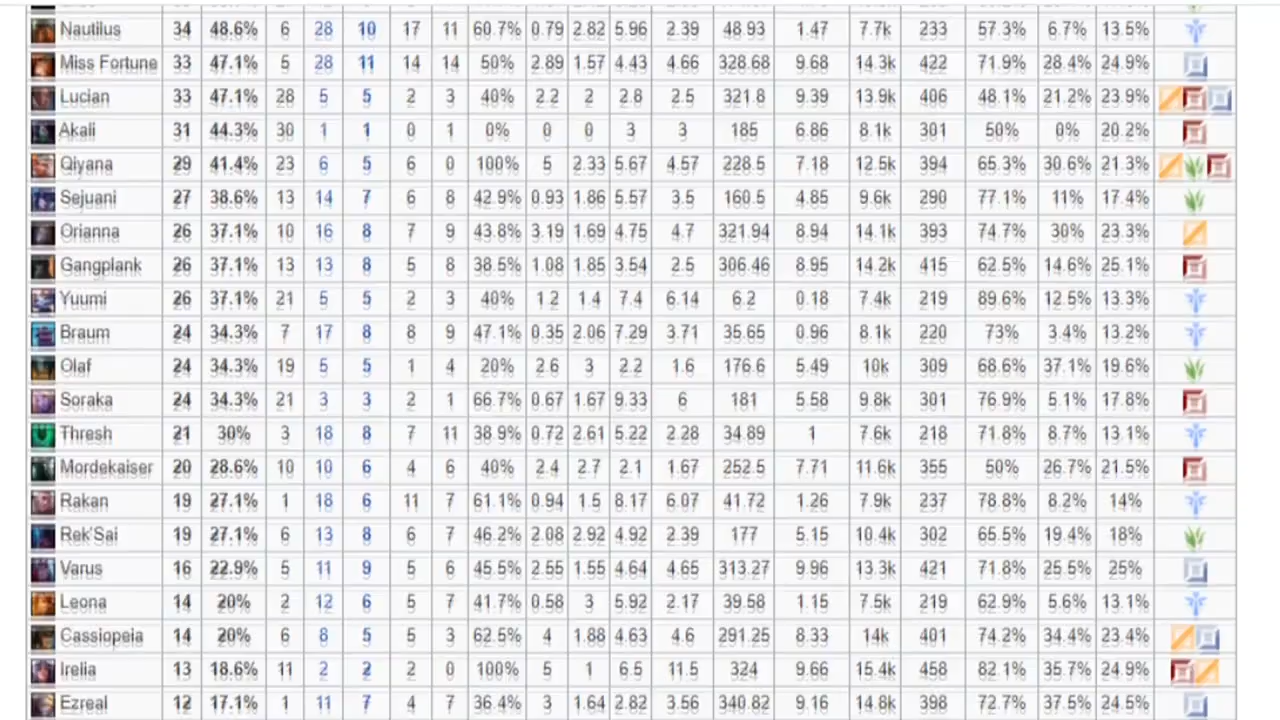 Nautilus 34 48.6% 6 28 10 17 11 60.7% 0.79 2.82 5.96 2.39 48.93 1.47 7.7k 233 57.3% 6.7% 13.5%
Miss Fortune 33 47.1% 5 28 11 14 14 50% 2.89 1.57 4.43 4.66 328.68 9.68 14.3k 422 71.9% 28.4% 24.9%
Lucian 33 47.1% 28 5 5 2 3 40% 2.2 2 2.8 2.5 321.8 9.39 13.9k 406 48.1% 21.2% 23.9%
Akali 31 44.3% 30 1 1 0 1 0% 0 0 3 3 185 6.86 8.1k 301 50% 0% 20.2%
Qiyana 29 41.4% 23 6 5 6 0 100% 5 2.33 5.67 4.57 228.5 7.18 12.5k 394 65.3% 30.6% 21.3%
Sejuani 27 38.6% 13 14 7 6 8 42.9% 0.93 1.86 5.57 3.5 160.5 4.85 9.6k 290 77.1% 11% 17.4%
Orianna 26 37.1% 10 16 8 7 9 43.8% 3.19 1.69 4.75 4.7 321.94 8.94 14.1k 393 74.7% 30% 23.3%
Gangplank 26 37.1% 13 13 8 5 8 38.5% 1.08 1.85 3.54 2.5 306.46 8.95 14.2k 415 62.5% 14.6% 25.1%
Yuumi 26 37.1% 21 5 5 2 3 40% 1.2 1.4 7.4 6.14 6.2 0.18 7.4k 219 89.6% 12.5% 13.3%
Braum 24 34.3% 7 17 8 8 9 47.1% 0.35 2.06 7.29 3.71 35.65 0.96 8.1k 220 73% 3.4% 13.2%
Olaf 24 34.3% 19 5 5 1 4 20% 2.6 3 2.2 1.6 176.6 5.49 10k 309 68.6% 37.1% 19.6%
Soraka 24 34.3% 21 3 3 2 1 66.7% 0.67 1.67 9.33 6 181 5.58 9.8k 301 76.9% 5.1% 17.8%
Thresh 21 30% 3 18 8 7 11 38.9% 0.72 2.61 5.22 2.28 34.89 1 7.6k 218 71.8% 8.7% 13.1%
Mordekaiser 20 28.6% 10 10 6 4 6 40% 2.4 2.7 2.1 1.67 252.5 7.71 11.6k 355 50% 26.7% 21.5%
Rakan 19 27.1% 1 18 6 11 7 61.1% 0.94 1.5 8.17 6.07 41.72 1.26 7.9k 237 78.8% 8.2% 14%
Rek'Sai 19 27.1% 6 13 8 6 7 46.2% 2.08 2.92 4.92 2.39 177 5.15 10.4k 302 65.5% 19.4% 18%
Varus 16 22.9% 5 11 9 5 6 45.5% 2.55 1.55 4.64 4.65 313.27 9.96 13.3k 421 71.8% 25.5% 25%
Leona 14 20% 2 12 6 5 7 41.7% 0.58 3 5.92 2.17 39.58 1.15 7.5k 219 62.9% 5.6% 13.1%
Cassiopeia 14 20% 6 8 5 5 3 62.5% 4 1.88 4.63 4.6 291.25 8.33 14k 401 74.2% 34.4% 23.4%
Irelia 13 18.6% 11 2 2 2 0 100% 5 1 6.5 11.5 324 9.66 15.4k 458 82.1% 35.7% 24.9%
Ezreal 12 17.1% 1 11 7 4 7 36.4% 3 1.64 2.82 3.56 340.82 9.16 14.8k 398 72.7% 37.5% 24.5%